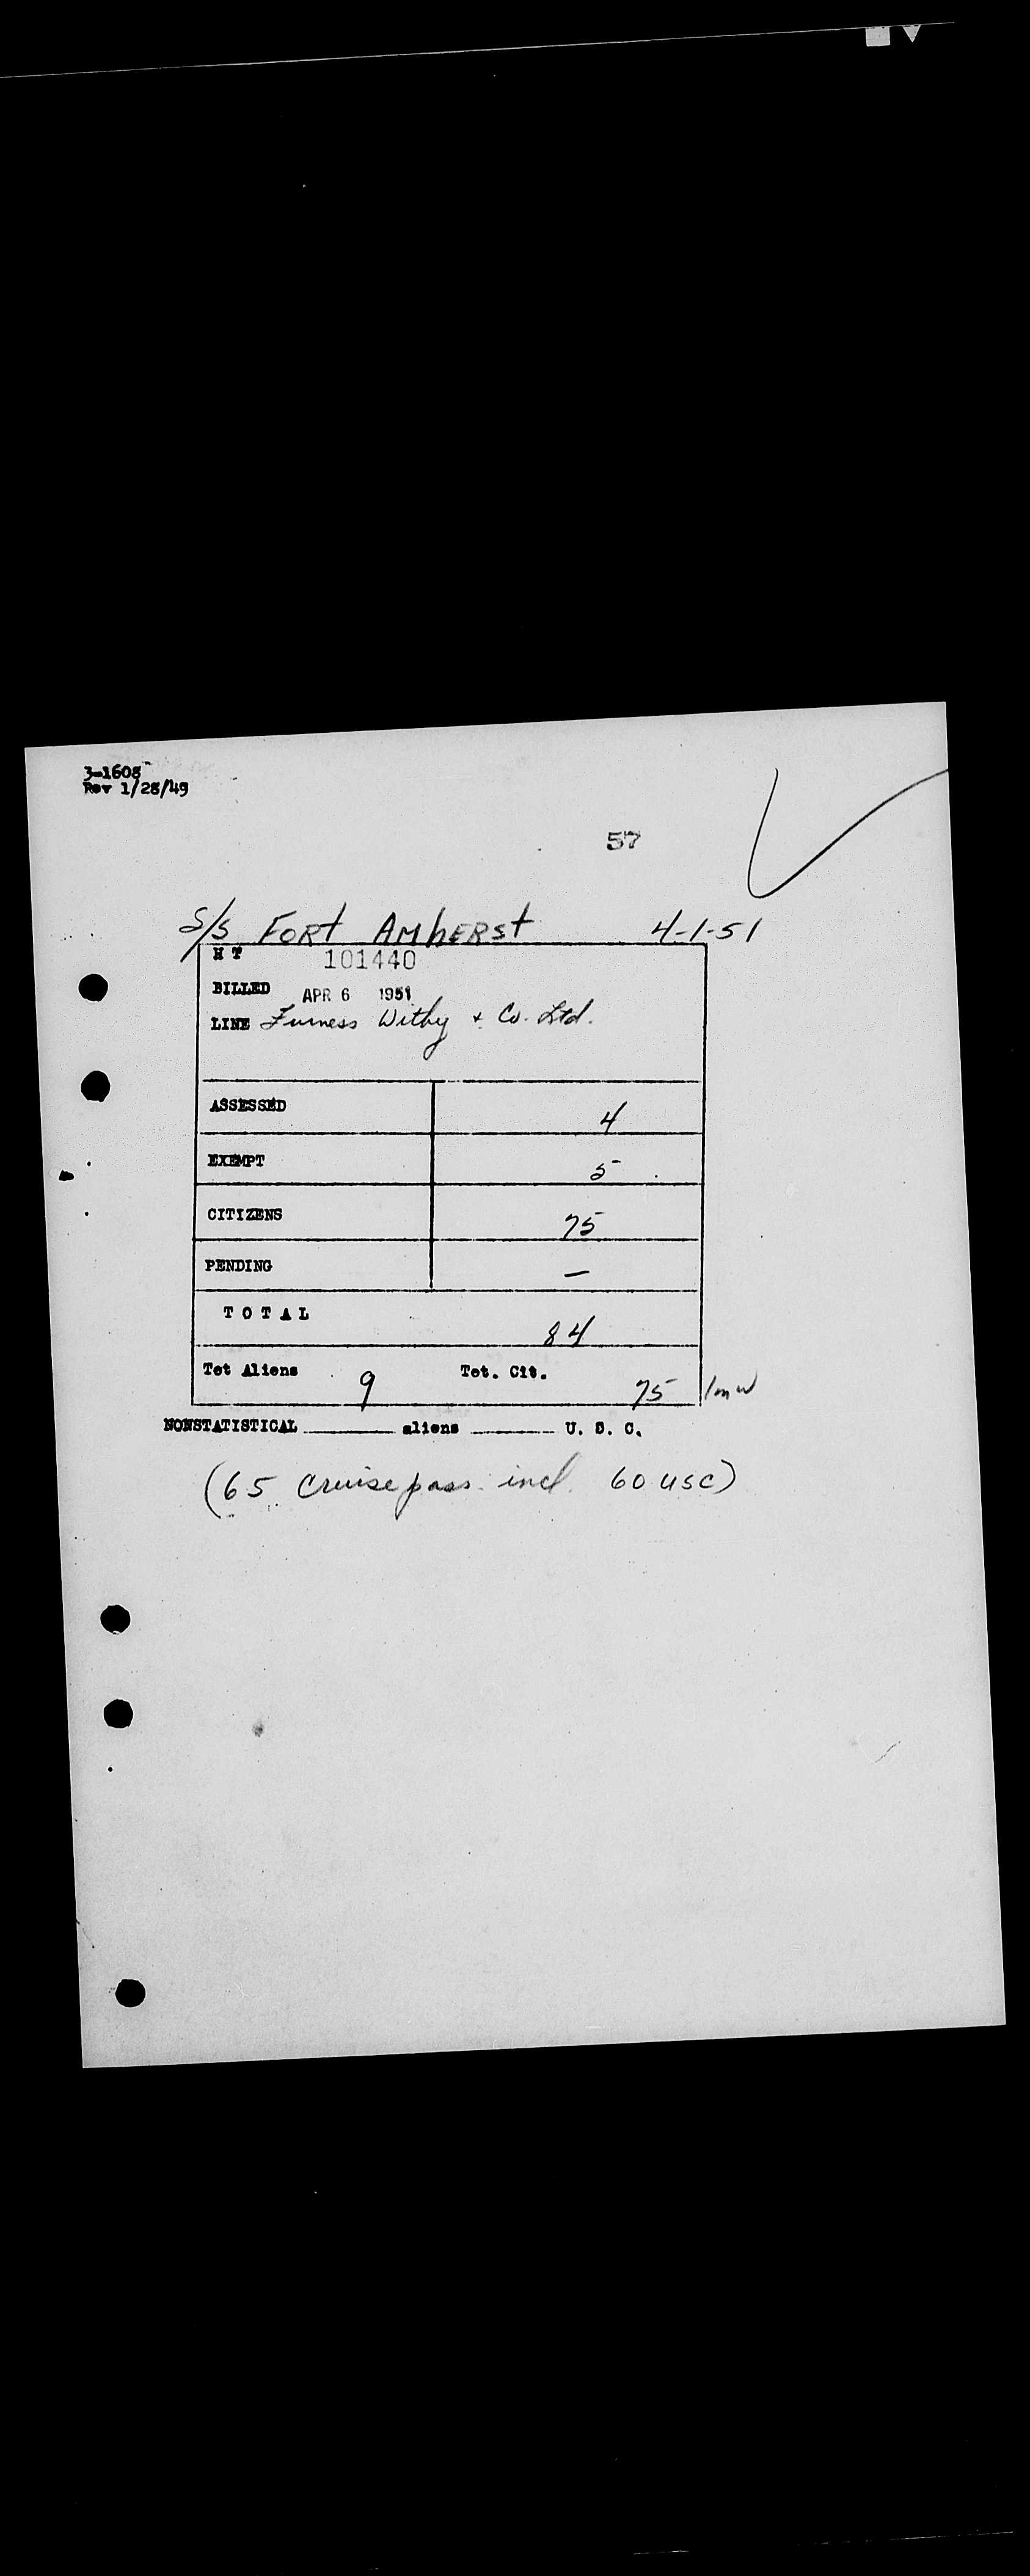 3-1608
Rev 1/28/49
57
S/S FORT AMHERST 4-1-51
H T 101440
BILLED APR 6 1951
LINE Furness Withy + Co. Ltd.
ASSESSED 4
EXEMPT 5
CITIZENS 75
PENDING —
T O T A L 84
Tot Aliens 9 Tot. Cit. 75
NONSTATISTICAL ______ aliens ______ U. S. C.
(65 Cruise pass. incl. 60 USC)